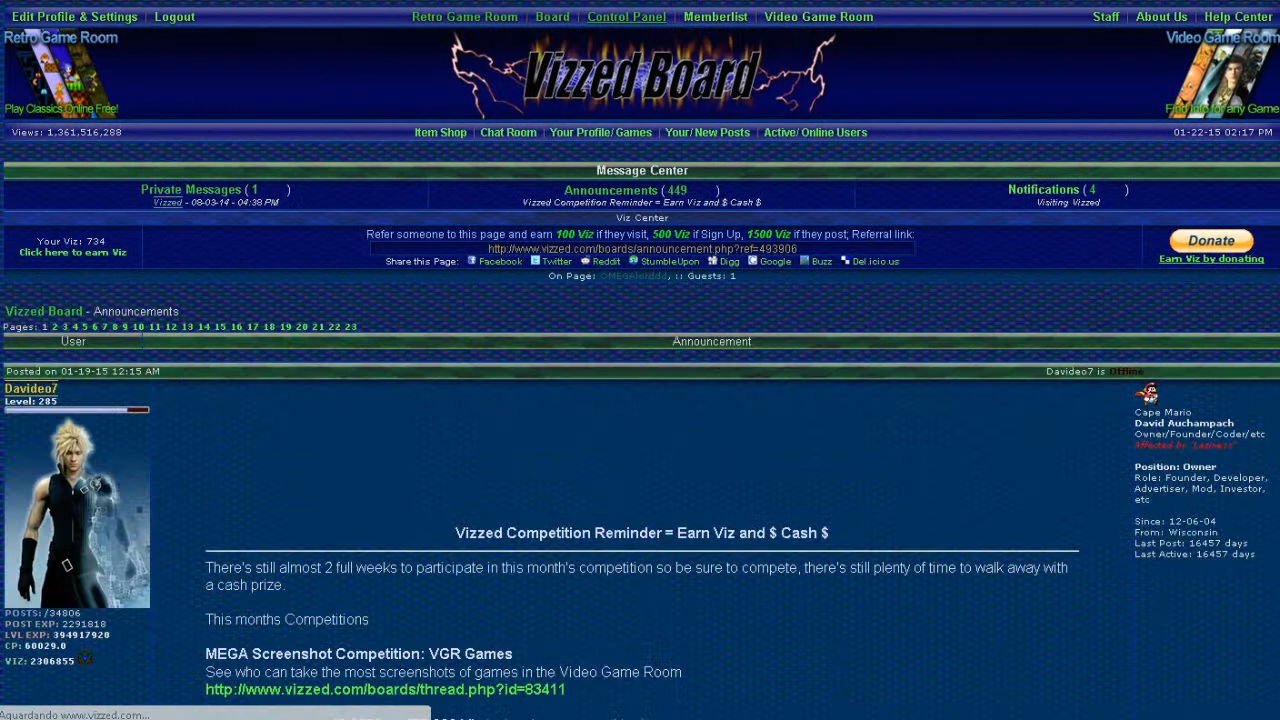 Edit Profile & Settings | Logout
Retro Game Room | Board | Control Panel | Memberlist | Video Game Room
Staff | About Us | Help Center
Retro Game Room
Play Classics Online Free!
Vizzed Board
Video Game Room
Find Info for any Game
Views: 1,361,516,288
Item Shop | Chat Room | Your Profile/Games | Your/New Posts | Active/Online Users
01-22-15 02:17 PM
Message Center
Private Messages ( 1 )
Vizzed - 08-03-14 - 04:38 PM
Announcements ( 449 )
Vizzed Competition Reminder = Earn Viz and $ Cash $
Notifications ( 4 )
Visiting Vizzed
Viz Center
Your Viz: 734
Click here to earn Viz
Refer someone to this page and earn 100 Viz if they visit, 500 Viz if Sign Up, 1500 Viz if they post; Referral link:
http://www.vizzed.com/boards/announcement.php?ref=493906
Share this Page: Facebook Twitter Reddit StumbleUpon Digg Google Buzz Del.icio.us
Donate
Earn Viz by donating
On Page: OMEGAlorddd, :: Guests: 1
Vizzed Board - Announcements
Pages: 1 2 3 4 5 6 7 8 9 10 11 12 13 14 15 16 17 18 19 20 21 22 23
User
Announcement
Posted on 01-19-15 12:15 AM
Davideo7 is Offline
Davideo7
Level: 285
POSTS: /34806
POST EXP: 2291818
LVL EXP: 394917920
CP: 60029.0
VIZ: 2306855
Vizzed Competition Reminder = Earn Viz and $ Cash $
There's still almost 2 full weeks to participate in this month's competition so be sure to compete, there's still plenty of time to walk away with
a cash prize.
This months Competitions
MEGA Screenshot Competition: VGR Games
See who can take the most screenshots of games in the Video Game Room
http://www.vizzed.com/boards/thread.php?id=83411
Cape Mario
David Auchampach
Owner/Founder/Coder/etc
Affected by "Laziness"
Position: Owner
Role: Founder, Developer,
Advertiser, Mod, Investor,
etc
Since: 12-06-04
From: Wisconsin
Last Post: 16457 days
Last Active: 16457 days
Aguardando www.vizzed.com...